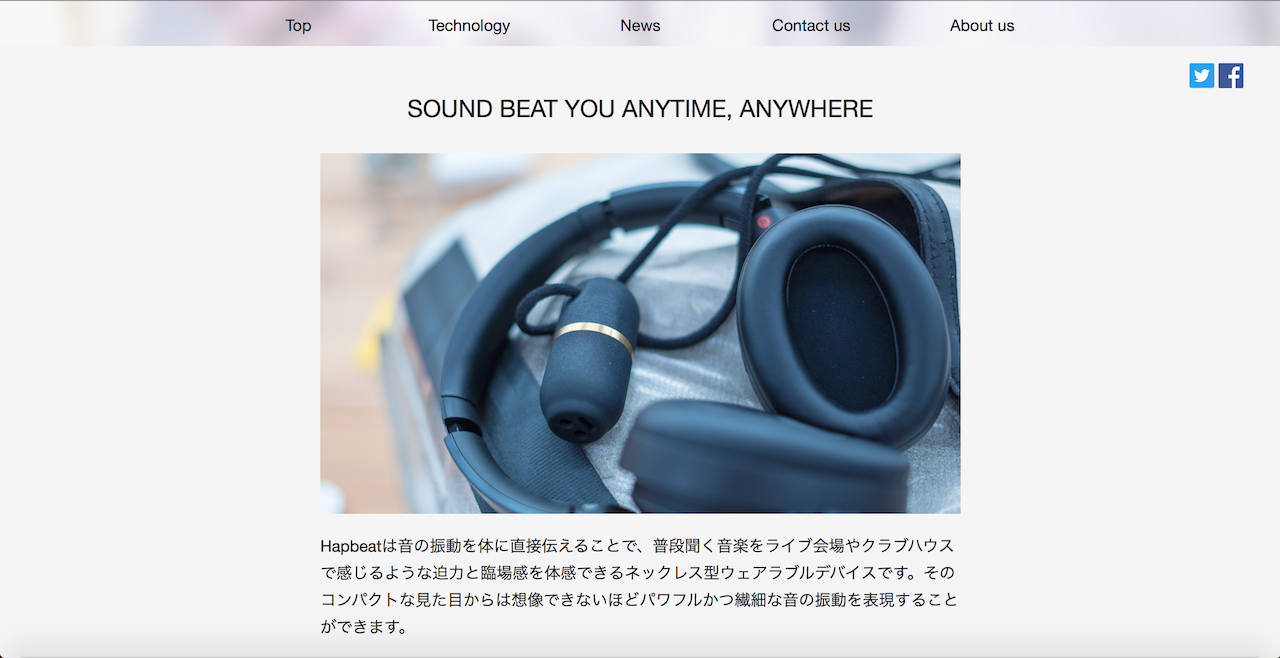 Top
Technology
News
Contact us
About us
SOUND BEAT YOU ANYTIME, ANYWHERE
Hapbeatは音の振動を体に直接伝えることで、普段聞く音楽をライブ会場やクラブハウス
で感じるような迫力と臨場感を体感できるネックレス型ウェアラブルデバイスです。その
コンパクトな見た目からは想像できないほどパワフルかつ繊細な音の振動を表現すること
ができます。